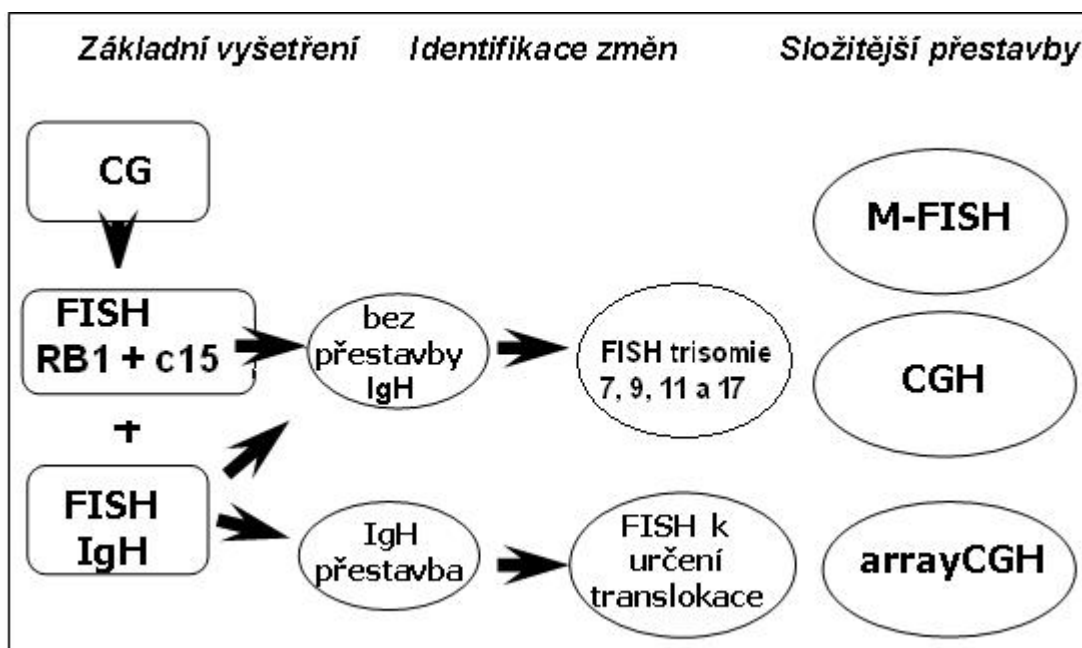 Základní vyšetření
Identifikace změn
Složitější přestavby
CG
FISH
RB1 + c15
+
FISH
IgH
bez
přestavby
IgH
IgH
přestavba
FISH trisomie
7, 9, 11 a 17
FISH k
určení
translokace
M-FISH
CGH
arrayCGH